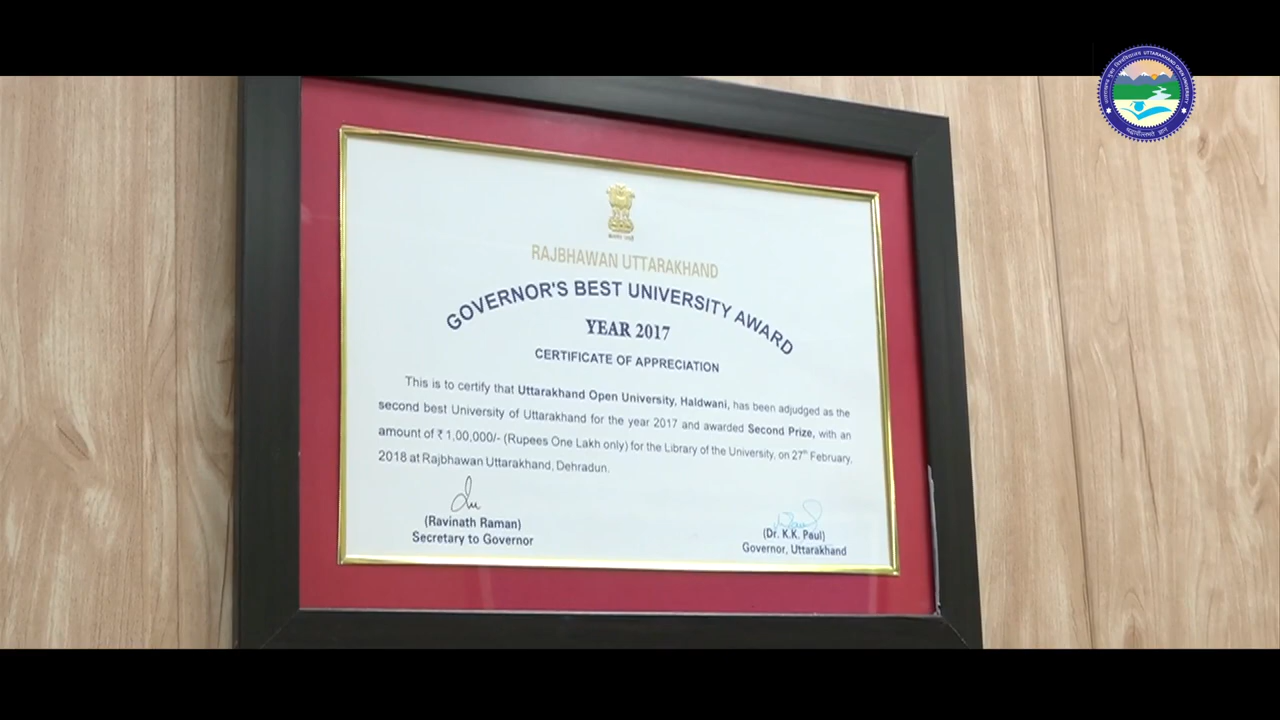 RAJBHAWAN UTTARAKHAND
GOVERNOR'S BEST UNIVERSITY AWARD
YEAR 2017
CERTIFICATE OF APPRECIATION
This is to certify that Uttarakhand Open University, Haldwani, has been adjudged as the
second best University of Uttarakhand for the year 2017 and awarded Second Prize, with an
amount of ₹ 1,00,000/- (Rupees One Lakh only) for the Library of the University, on 27th February,
2018 at Rajbhawan Uttarakhand, Dehradun.
(Ravinath Raman)
Secretary to Governor
(Dr. K.K. Paul)
Governor, Uttarakhand
UTTARAKHAND OPEN UNIVERSITY